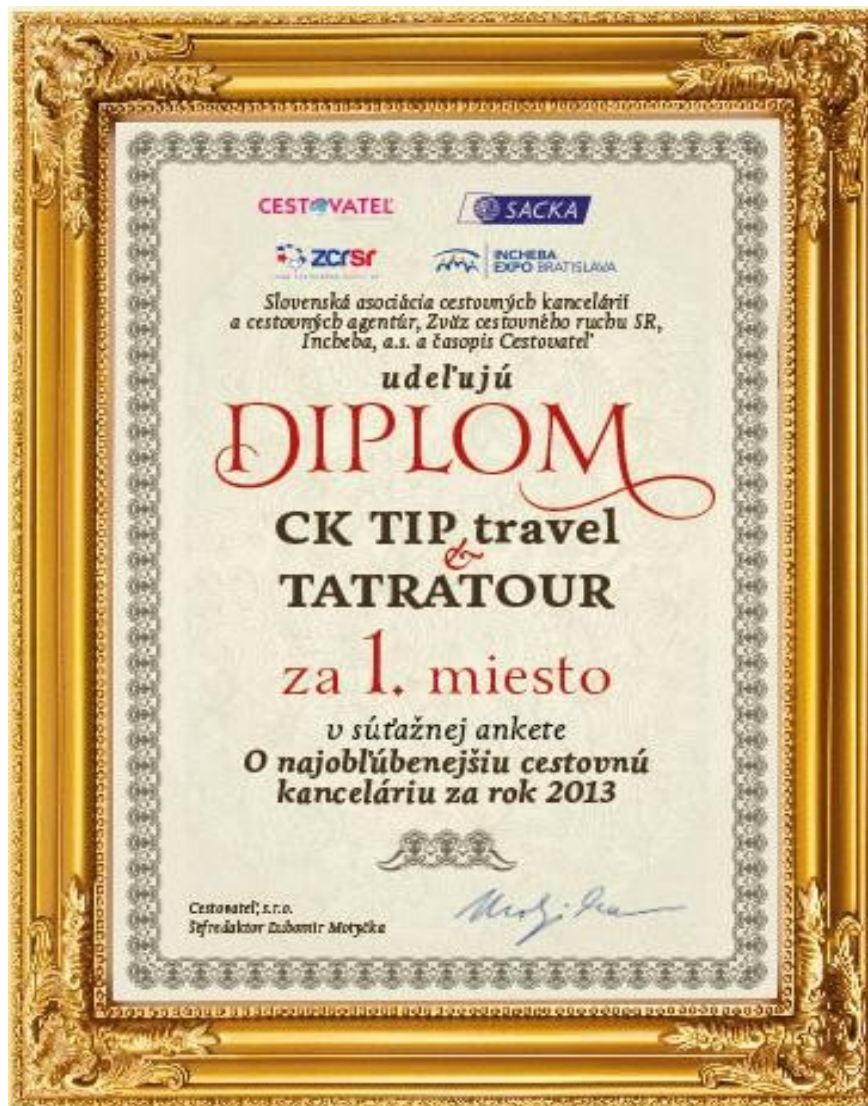 CESTOVATEĽ
SACKA
ZCrSr
INCHEBA
EXPO BRATISLAVA
Slovenská asociácia cestovných kancelárií
a cestovných agentúr, Zväz cestovného ruchu SR,
Incheba, a.s. a časopis Cestovateľ
udeľujú
DIPLOM
CK TIP travel
&
TATRATOUR
za 1. miesto
v súťažnej ankete
O najobľúbenejšiu cestovnú
kanceláriu za rok 2013
Cestovateľ, s.r.o.
Šéfredaktor Ľubomír Motyčka